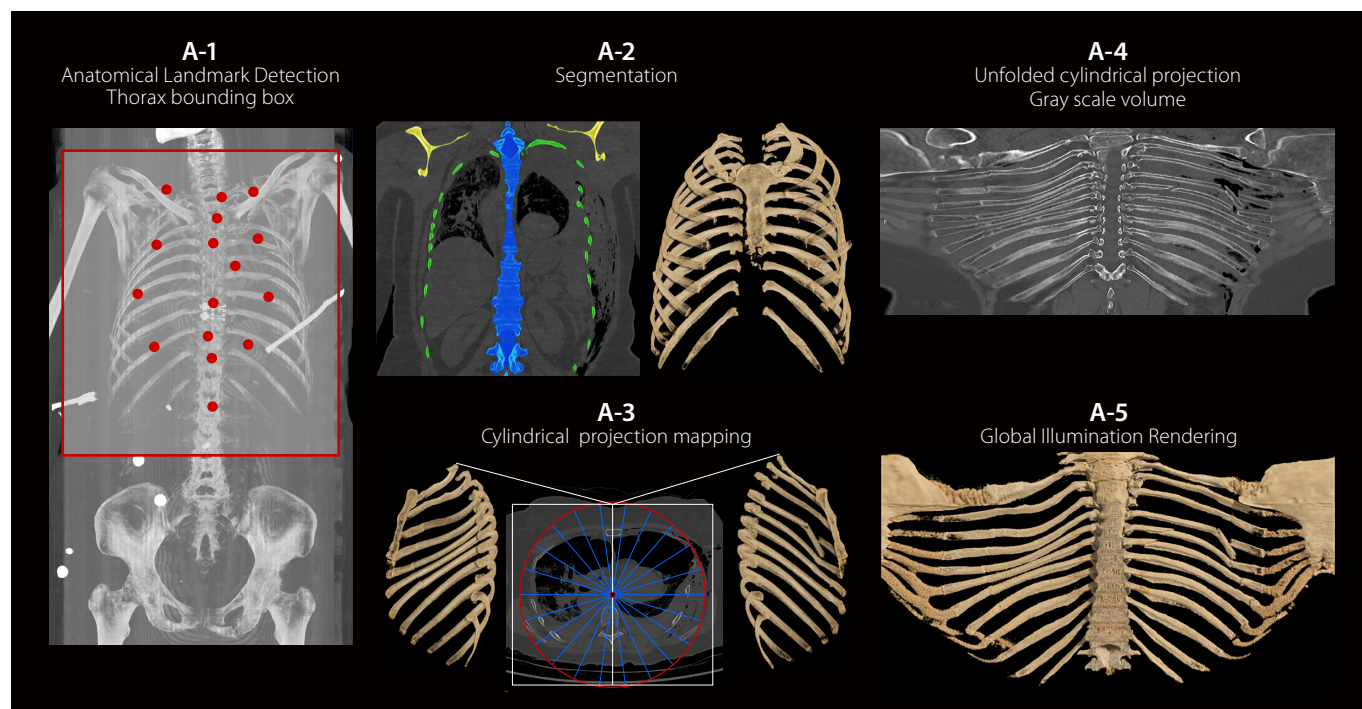 A-1
Anatomical Landmark Detection
Thorax bounding box
A-2
Segmentation
A-4
Unfolded cylindrical projection
Gray scale volume
A-3
Cylindrical projection mapping
A-5
Global Illumination Rendering